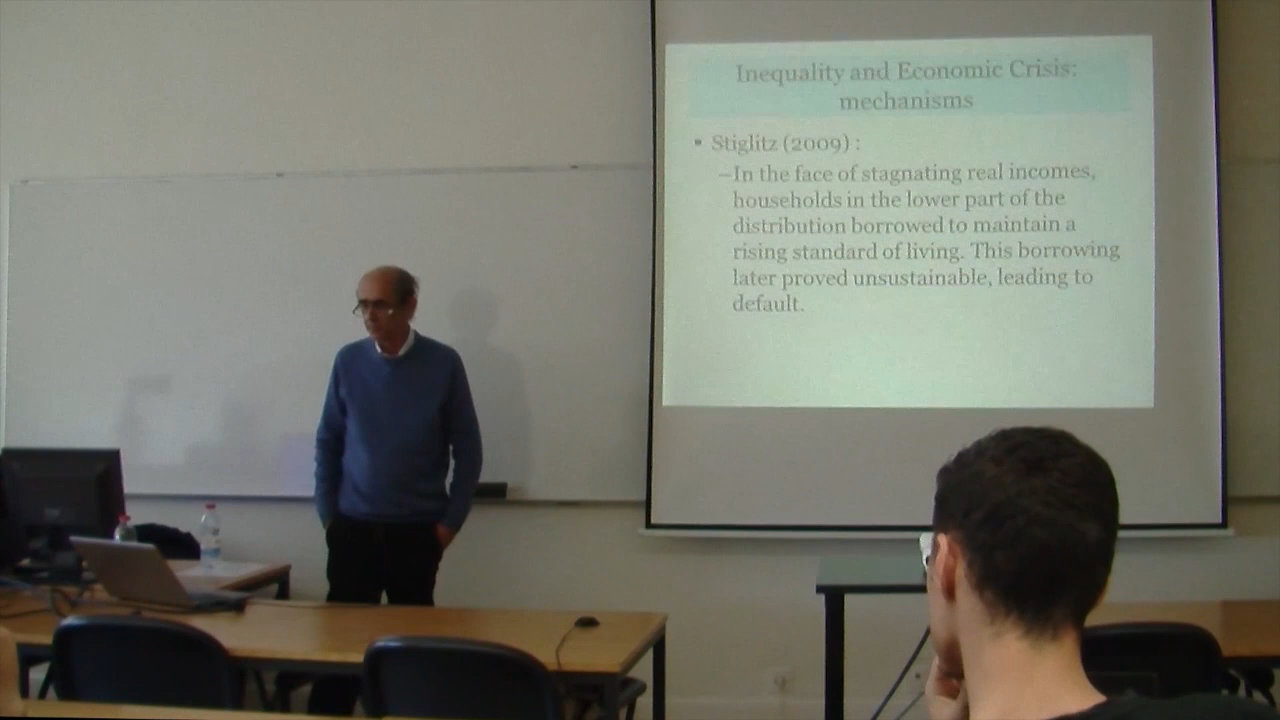 Inequality and Economic Crisis:
mechanisms
▪ Stiglitz (2009) :
–In the face of stagnating real incomes,
households in the lower part of the
distribution borrowed to maintain a
rising standard of living. This borrowing
later proved unsustainable, leading to
default.